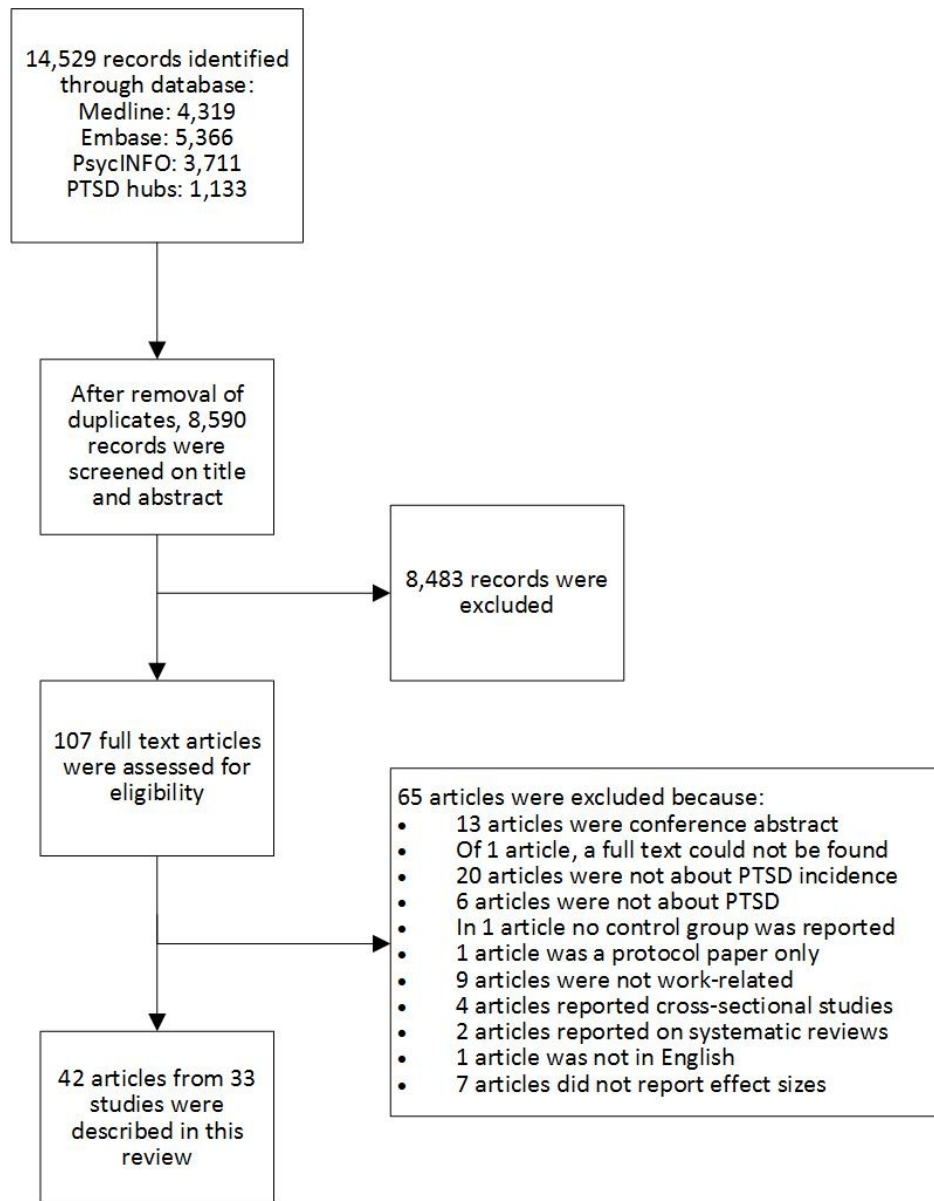 14,529 records identified
through database:
Medline: 4,319
Embase: 5,366
PsycINFO: 3,711
PTSD hubs: 1,133
After removal of
duplicates, 8,590
records were
screened on title
and abstract
8,483 records were
excluded
107 full text articles
were assessed for
eligibility
65 articles were excluded because:
• 13 articles were conference abstract
• Of 1 article, a full text could not be found
• 20 articles were not about PTSD incidence
• 6 articles were not about PTSD
• In 1 article no control group was reported
• 1 article was a protocol paper only
• 9 articles were not work-related
• 4 articles reported cross-sectional studies
• 2 articles reported on systematic reviews
• 1 article was not in English
• 7 articles did not report effect sizes
42 articles from 33
studies were
described in this
review